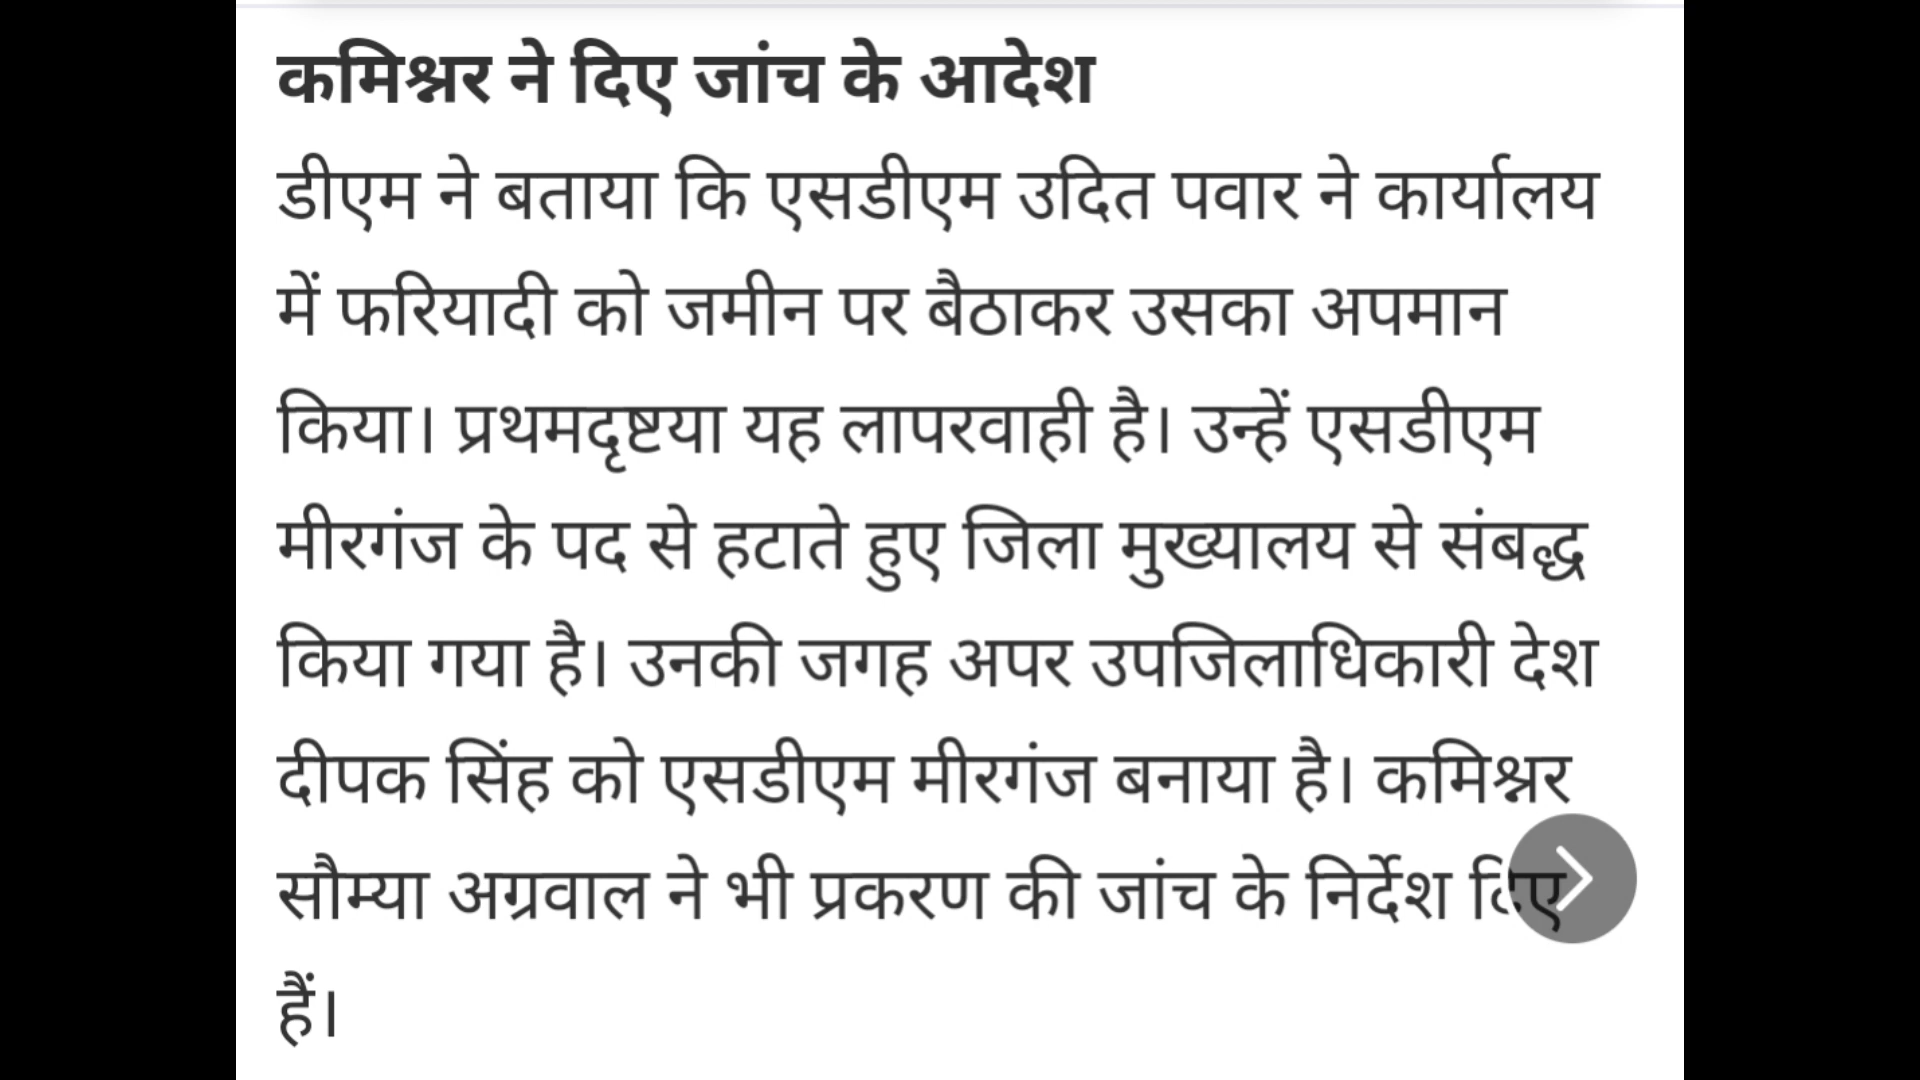 कमिश्नर ने दिए जांच के आदेश
डीएम ने बताया कि एसडीएम उदित पवार ने कार्यालय
में फरियादी को जमीन पर बैठाकर उसका अपमान
किया। प्रथमदृष्टया यह लापरवाही है। उन्हें एसडीएम
मीरगंज के पद से हटाते हुए जिला मुख्यालय से संबद्ध
किया गया है। उनकी जगह अपर उपजिलाधिकारी देश
दीपक सिंह को एसडीएम मीरगंज बनाया है। कमिश्नर
सौम्या अग्रवाल ने भी प्रकरण की जांच के निर्देश दिए
हैं।